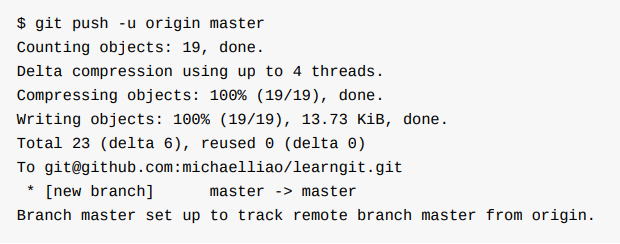 $ git push -u origin master
Counting objects: 19, done.
Delta compression using up to 4 threads.
Compressing objects: 100% (19/19), done.
Writing objects: 100% (19/19), 13.73 KiB, done.
Total 23 (delta 6), reused 0 (delta 0)
To git@github.com:michaelliao/learngit.git
 * [new branch]      master -> master
Branch master set up to track remote branch master from origin.